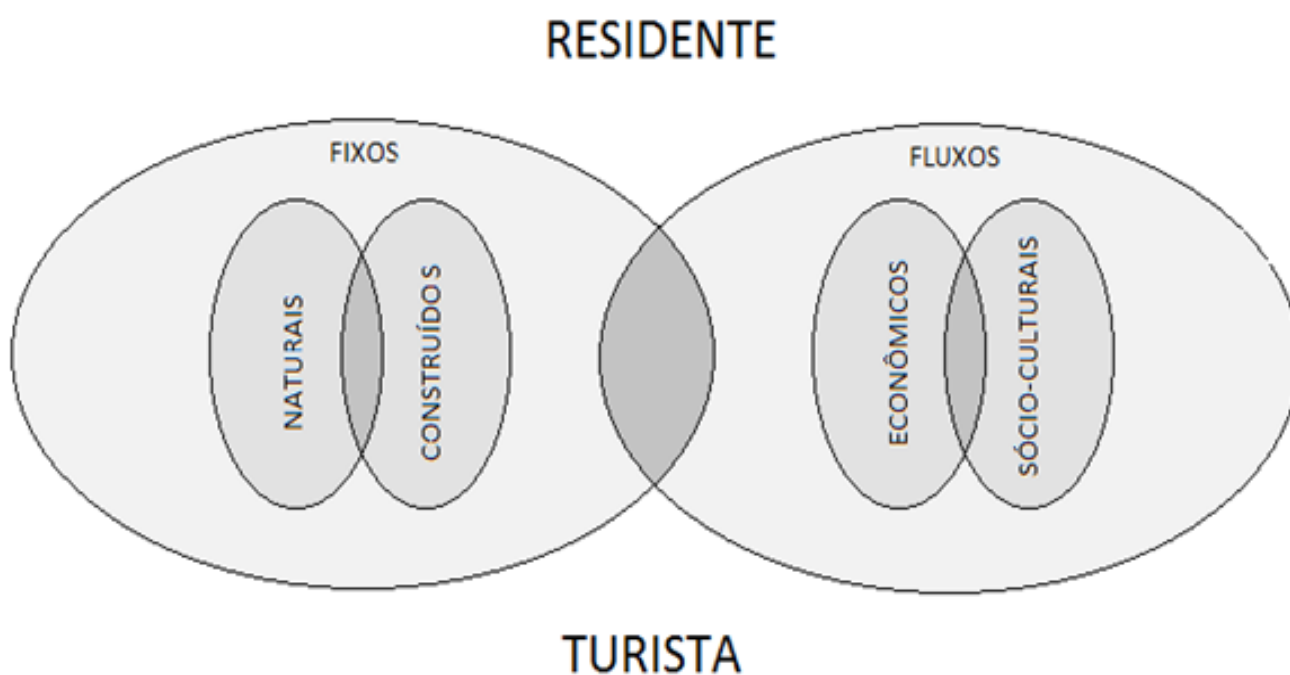 RESIDENTE
FIXOS
FLUXOS
NATURAIS
CONSTRUÍDOS
ECONÔMICOS
SÓCIO-CULTURAIS
TURISTA